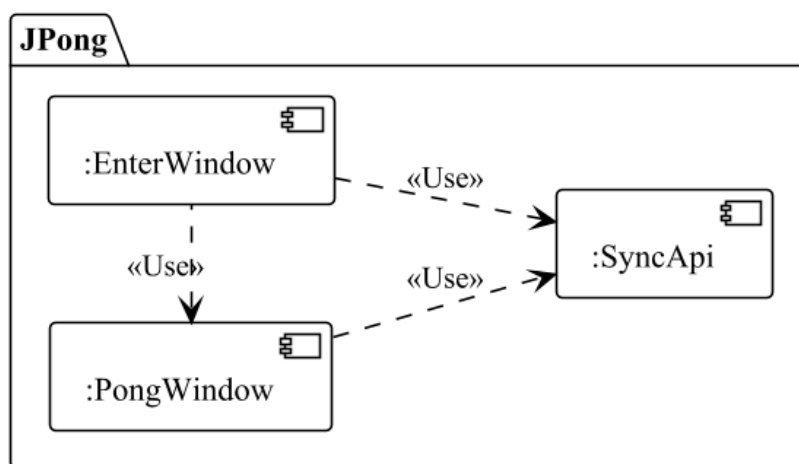 JPong
:EnterWindow
«Use»
:SyncApi
«Use»
«Use»
:PongWindow